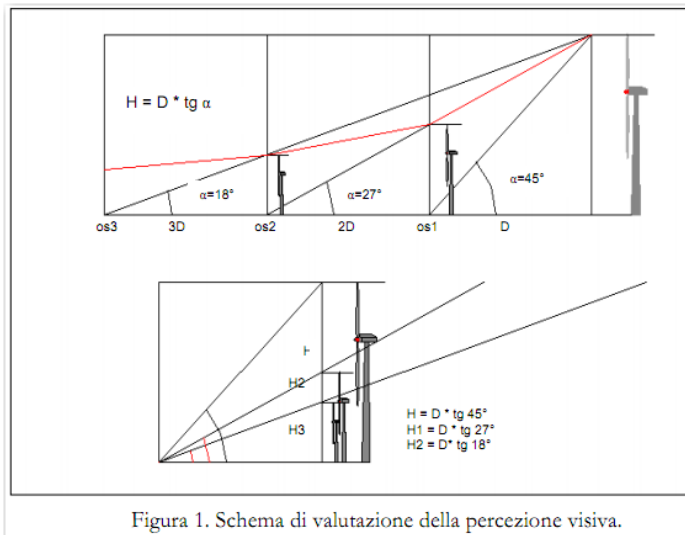 H = D * tg α
α=18°
α=27°
α=45°
os3
3D
os2
2D
os1
D
H2
H3
H = D * tg 45°
H1 = D * tg 27°
H2 = D* tg 18°
Figura 1. Schema di valutazione della percezione visiva.